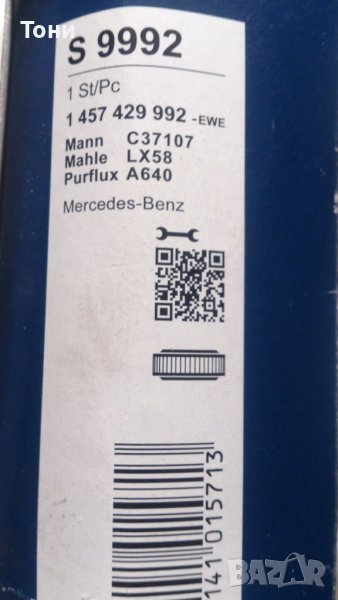 Тони
S 9992
1 St/Pc
1 457 429 992 -EWE
Mann C37107
Mahle LX58
Purflux A640
Mercedes-Benz
141 015713
bazar